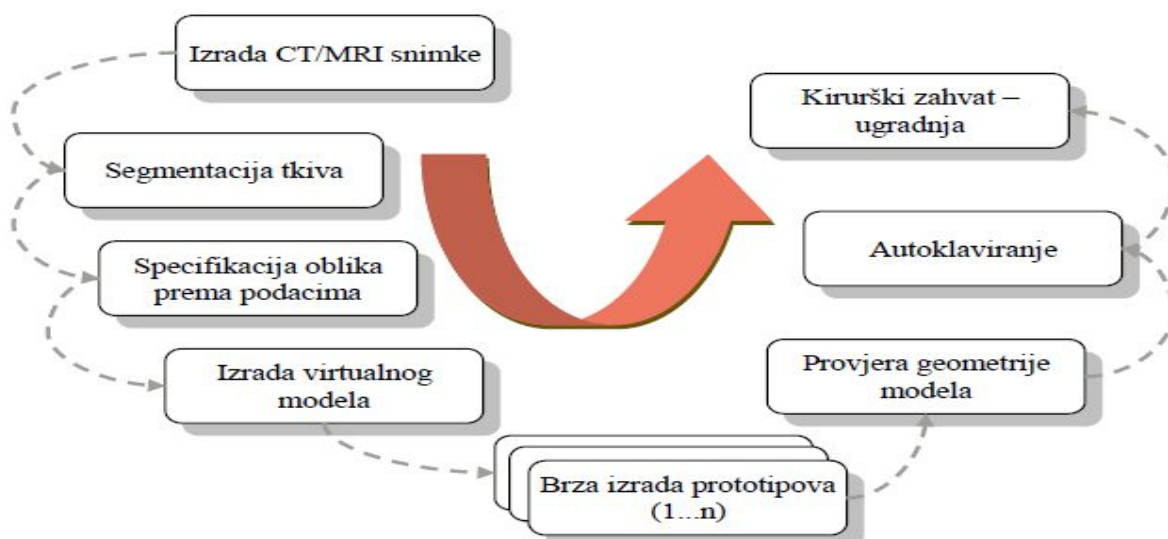 Izrada CT/MRI snimke
Segmentacija tkiva
Specifikacija oblika
prema podacima
Izrada virtualnog
modela
Brza izrada prototipova
(1...n)
Provjera geometrije
modela
Autoklaviranje
Kirurški zahvat –
ugradnja